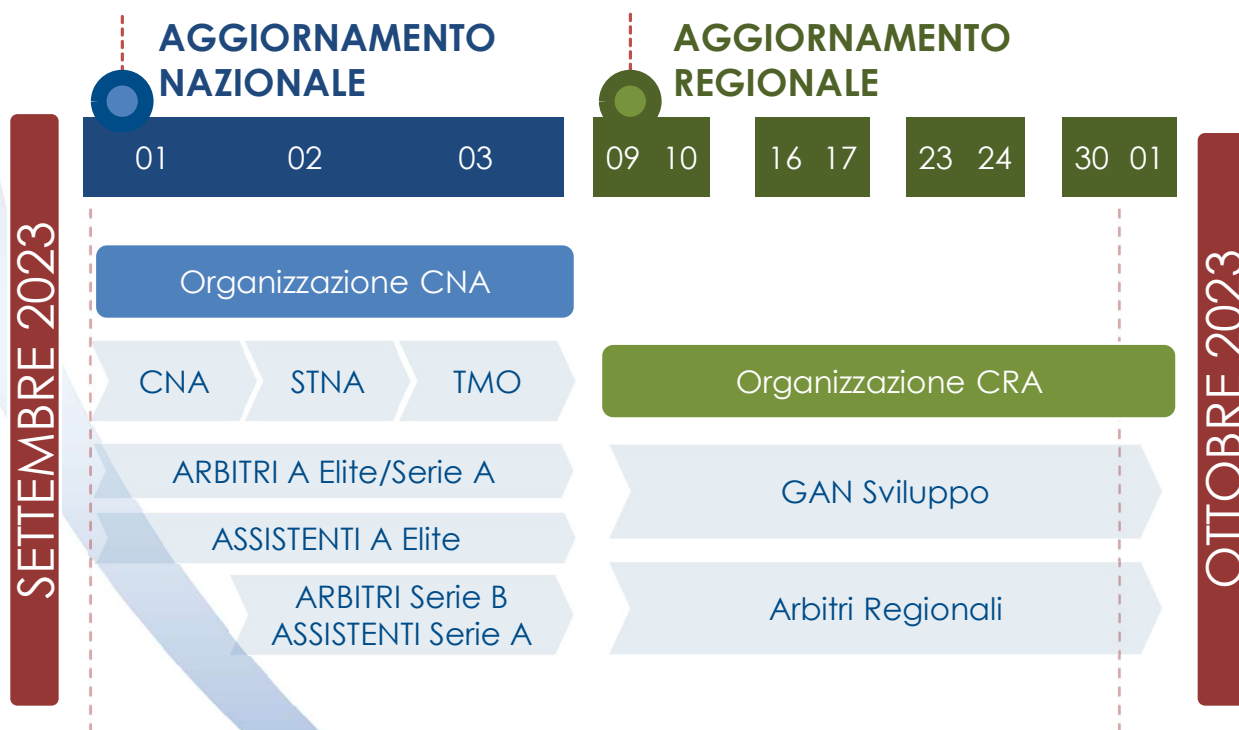 AGGIORNAMENTO
NAZIONALE
AGGIORNAMENTO
REGIONALE
SETTEMBRE 2023
01 02 03
09 10 16 17 23 24 30 01
OTTOBRE 2023
Organizzazione CNA
CNA STNA TMO
ARBITRI A Elite/Serie A
ASSISTENTI A Elite
ARBITRI Serie B
ASSISTENTI Serie A
Organizzazione CRA
GAN Sviluppo
Arbitri Regionali